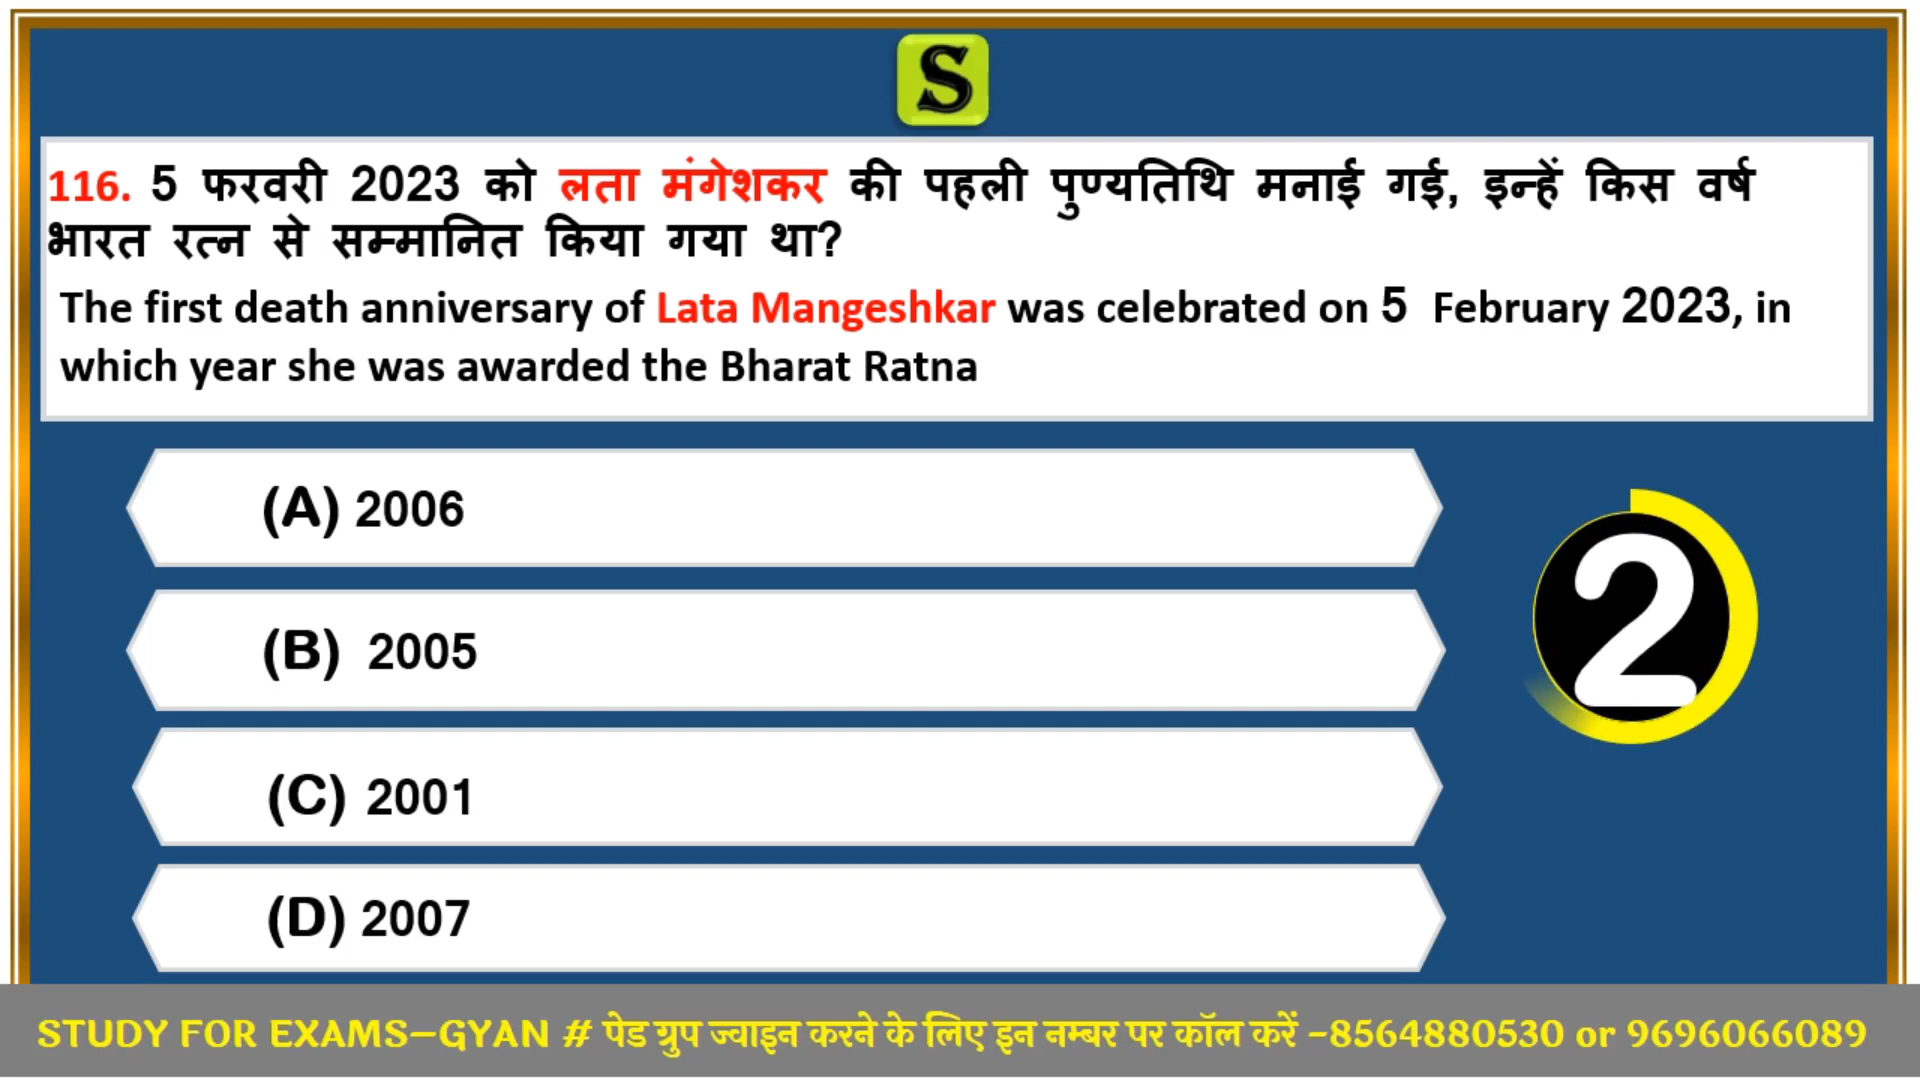 S
116. 5 फरवरी 2023 को लता मंगेशकर की पहली पुण्यतिथि मनाई गई, इन्हें किस वर्ष
भारत रत्न से सम्मानित किया गया था?
The first death anniversary of Lata Mangeshkar was celebrated on 5 February 2023, in
which year she was awarded the Bharat Ratna
(A) 2006
(B) 2005
2
(C) 2001
(D) 2007
STUDY FOR EXAMS–GYAN # पेड ग्रुप ज्वाइन करने के लिए इन नम्बर पर कॉल करें -8564880530 or 9696066089